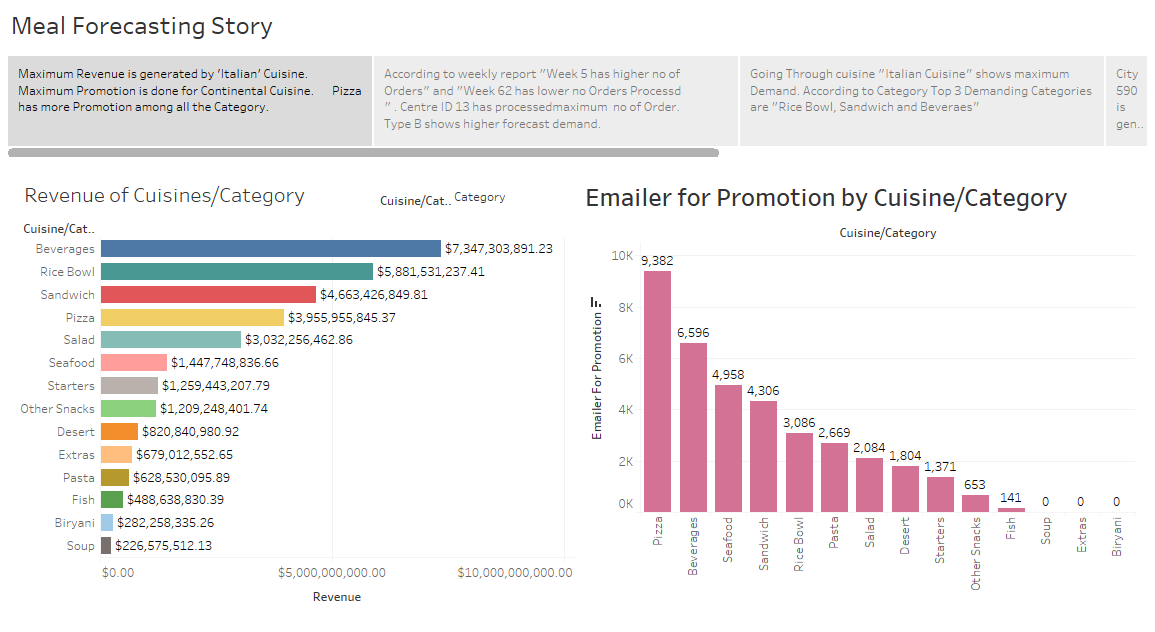 Meal Forecasting Story
Maximum Revenue is generated by 'Italian' Cuisine.
Maximum Promotion is done for Continental Cuisine. Pizza
has more Promotion among all the Category.
According to weekly report "Week 5 has higher no of
Orders" and "Week 62 has lower no Orders Processd
" . Centre ID 13 has processedmaximum no of Order.
Type B shows higher forecast demand.
Going Through cuisine "Italian Cuisine" shows maximum
Demand. According to Category Top 3 Demanding Categories
are "Rice Bowl, Sandwich and Beveraes"
City
590
is
gen..
Revenue of Cuisines/Category
Cuisine/Cat.. Category
Cuisine/Cat..
Beverages $7,347,303,891.23
Rice Bowl $5,881,531,237.41
Sandwich $4,663,426,849.81
Pizza $3,955,955,845.37
Salad $3,032,256,462.86
Seafood $1,447,748,836.66
Starters $1,259,443,207.79
Other Snacks $1,209,248,401.74
Desert $820,840,980.92
Extras $679,012,552.65
Pasta $628,530,095.89
Fish $488,638,830.39
Biryani $282,258,335.26
Soup $226,575,512.13
$0.00 $5,000,000,000.00 $10,000,000,000.00
Revenue
Emailer for Promotion by Cuisine/Category
Cuisine/Category
Emailer For Promotion
10K
8K
6K
4K
2K
0K
9,382
6,596
4,958
4,306
3,086
2,669
2,084
1,804
1,371
653
141
0
0
0
Pizza
Beverages
Seafood
Sandwich
Rice Bowl
Pasta
Salad
Desert
Starters
Other Snacks
Fish
Soup
Extras
Biryani